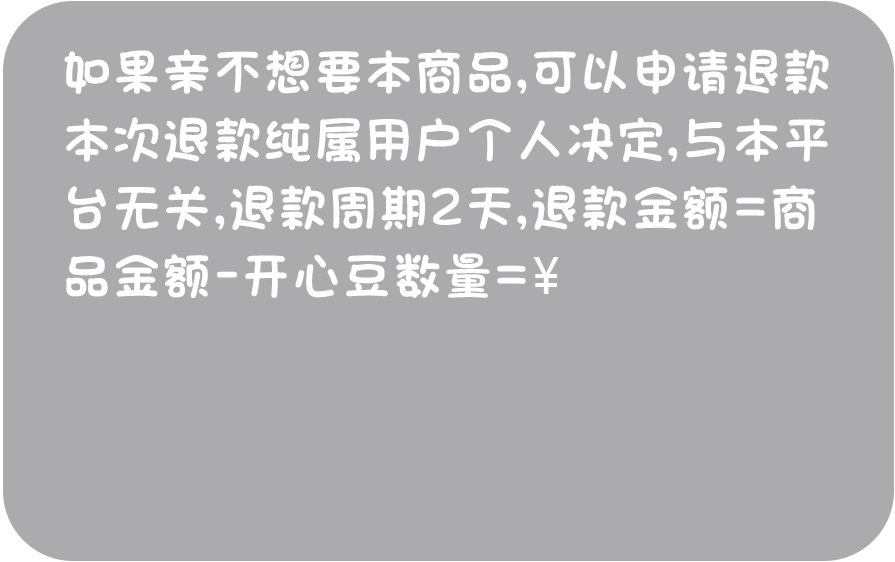 如果亲不想要本商品,可以申请退款
本次退款纯属用户个人决定,与本平
台无关,退款周期2天,退款金额=商
品金额-开心豆数量=¥